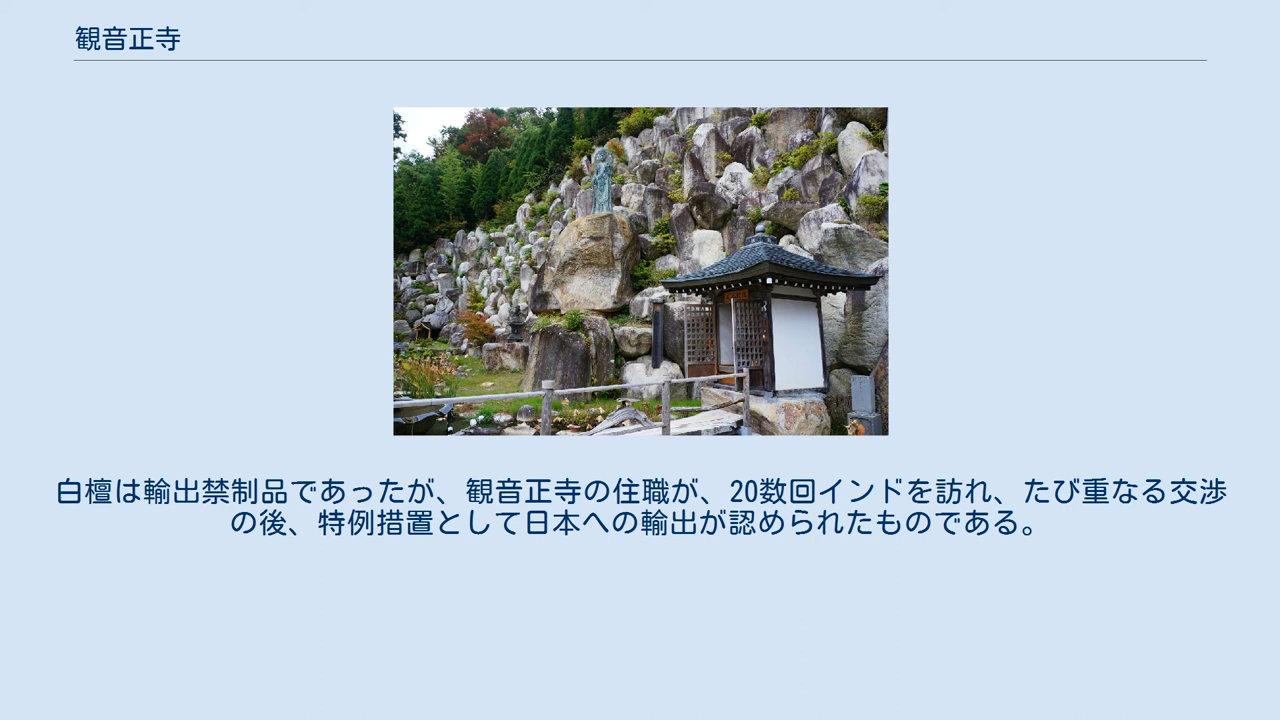 観音正寺
白檀は輸出禁制品であったが、観音正寺の住職が、20数回インドを訪れ、たび重なる交渉
の後、特例措置として日本への輸出が認められたものである。